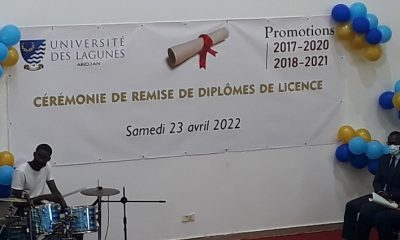 UNIVERSITÉ
DES LAGUNES
ABIDJAN
Promotions
2017-2020
2018-2021
CÉRÉMONIE DE REMISE DE DIPLÔMES DE LICENCE
Samedi 23 avril 2022